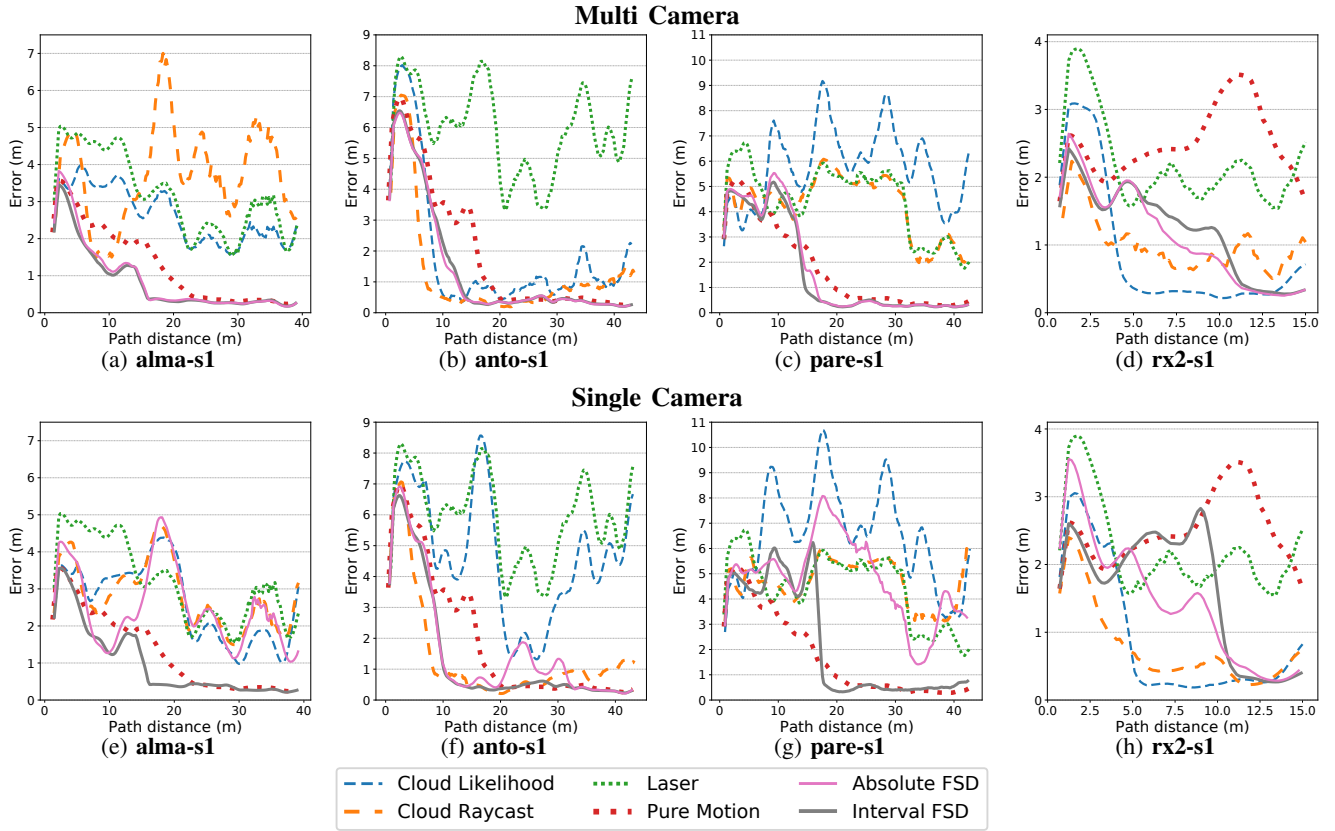 Multi Camera
Error (m)
7
6
5
4
3
2
1
0
0 10 20 30 40
Path distance (m)
(a) alma-s1
Error (m)
9
8
7
6
5
4
3
2
1
0
0 10 20 30 40
Path distance (m)
(b) anto-s1
Error (m)
11
10
9
8
7
6
5
4
3
2
1
0
0 10 20 30 40
Path distance (m)
(c) pare-s1
Error (m)
4
3
2
1
0
0.0 2.5 5.0 7.5 10.0 12.5 15.0
Path distance (m)
(d) rx2-s1
Single Camera
Error (m)
7
6
5
4
3
2
1
0
0 10 20 30 40
Path distance (m)
(e) alma-s1
Error (m)
9
8
7
6
5
4
3
2
1
0
0 10 20 30 40
Path distance (m)
(f) anto-s1
Error (m)
11
10
9
8
7
6
5
4
3
2
1
0
0 10 20 30 40
Path distance (m)
(g) pare-s1
Error (m)
4
3
2
1
0
0.0 2.5 5.0 7.5 10.0 12.5 15.0
Path distance (m)
(h) rx2-s1
Cloud Likelihood
Cloud Raycast
Laser
Pure Motion
Absolute FSD
Interval FSD